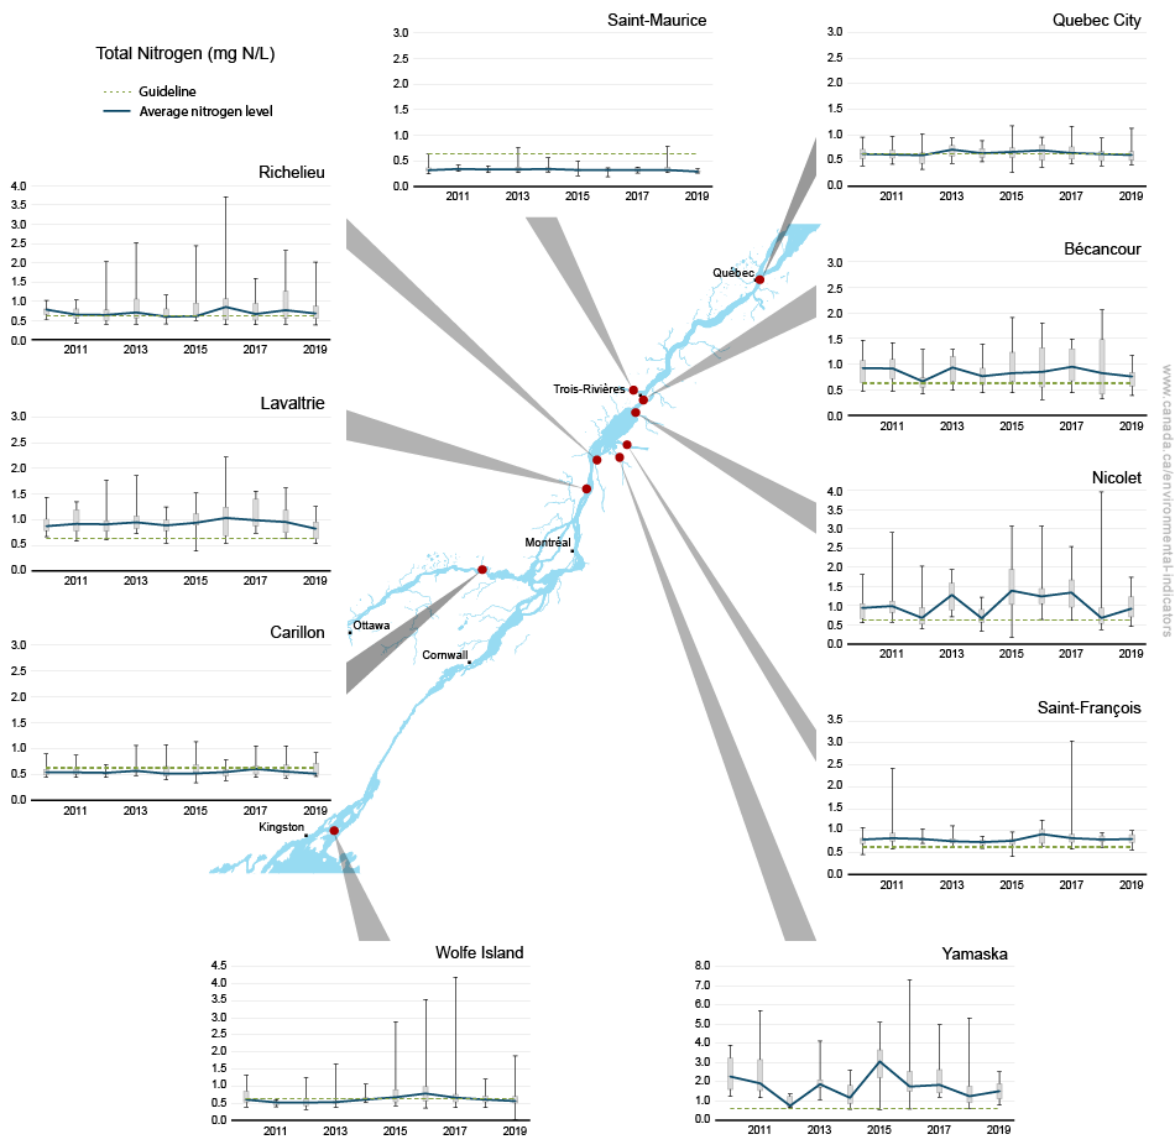 Total Nitrogen (mg N/L)
Guideline
Average nitrogen level
Saint-Maurice
3.0
2.5
2.0
1.5
1.0
0.5
0.0
2011 2013 2015 2017 2019
Quebec City
3.0
2.5
2.0
1.5
1.0
0.5
0.0
2011 2013 2015 2017 2019
Richelieu
4.0
3.5
3.0
2.5
2.0
1.5
1.0
0.5
0.0
2011 2013 2015 2017 2019
Bécancour
3.0
2.5
2.0
1.5
1.0
0.5
0.0
2011 2013 2015 2017 2019
Lavaltrie
3.0
2.5
2.0
1.5
1.0
0.5
0.0
2011 2013 2015 2017 2019
Nicolet
4.0
3.5
3.0
2.5
2.0
1.5
1.0
0.5
0.0
2011 2013 2015 2017 2019
Carillon
3.0
2.5
2.0
1.5
1.0
0.5
0.0
2011 2013 2015 2017 2019
Saint-François
3.5
3.0
2.5
2.0
1.5
1.0
0.5
0.0
2011 2013 2015 2017 2019
Wolfe Island
4.5
4.0
3.5
3.0
2.5
2.0
1.5
1.0
0.5
0.0
2011 2013 2015 2017 2019
Yamaska
8.0
7.0
6.0
5.0
4.0
3.0
2.0
1.0
0.0
2011 2013 2015 2017 2019
Québec
Trois-Rivières
Montréal
Ottawa
Cornwall
Kingston
www.canada.ca/environmental-indicators